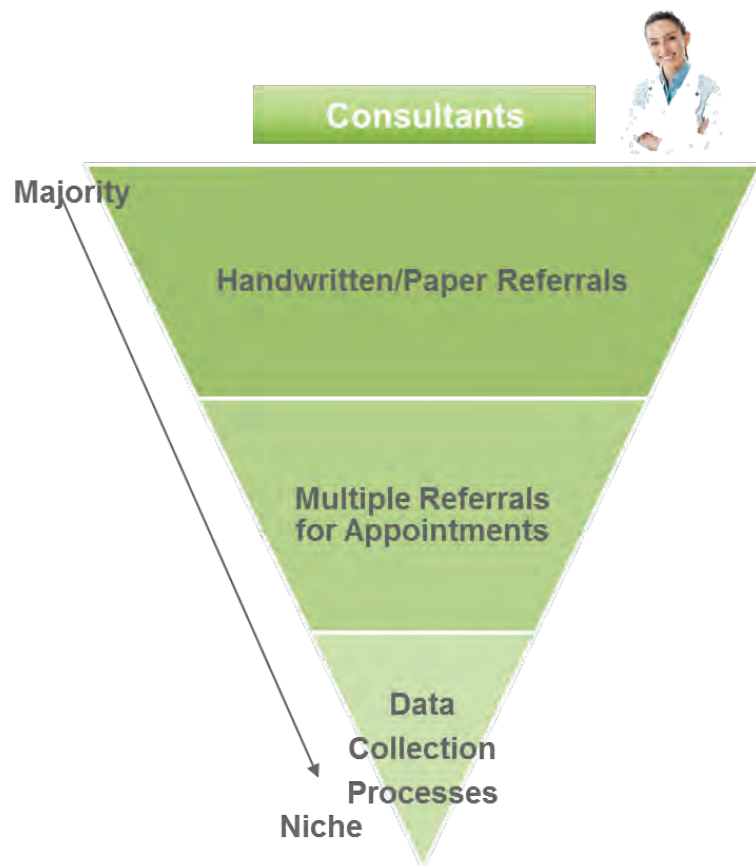 Consultants
Majority
Handwritten/Paper Referrals
Multiple Referrals
for Appointments
Data
Collection
Processes
Niche